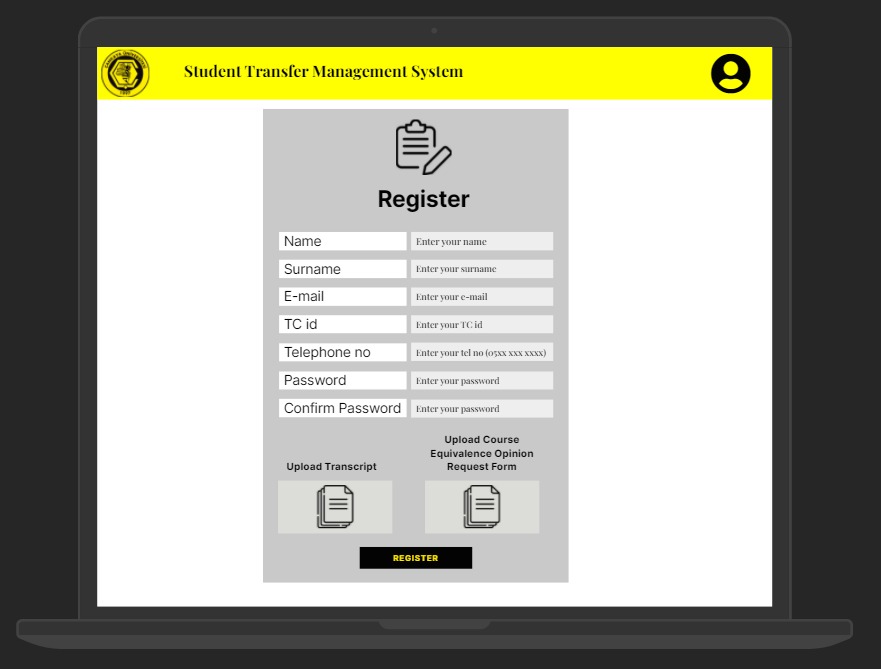 Student Transfer Management System
Register
Name
Enter your name
Surname
Enter your surname
E-mail
Enter your e-mail
TC id
Enter your TC id
Telephone no
Enter your tel no (05xx xxx xxxx)
Password
Enter your password
Confirm Password
Enter your password
Upload Transcript
Upload Course
Equivalence Opinion
Request Form
REGISTER